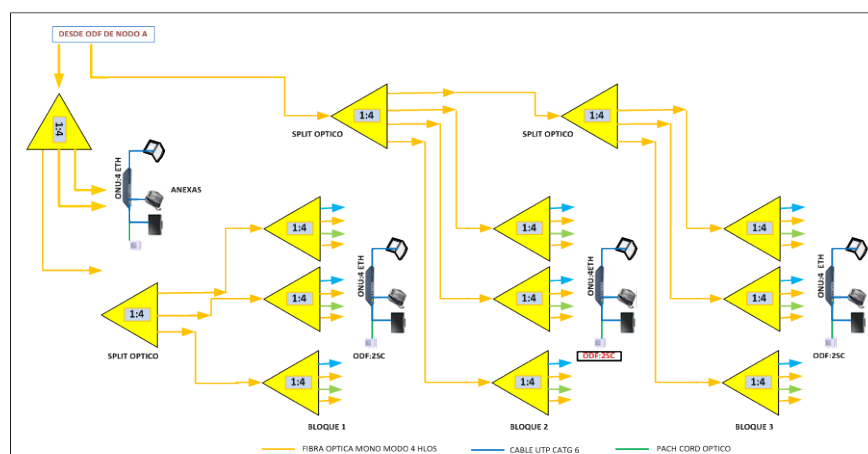 DESDE ODF DE NODO A
1:4
SPLIT OPTICO
1:4
SPLIT OPTICO
1:4
ONU:4 ETH
ANEXAS
1:4
1:4
1:4
SPLIT OPTICO
1:4
1:4
ONU:4 ETH
ODF:2SC
1:4
1:4
ONU:4ETH
ODF:2SC
1:4
1:4
ONU:4 ETH
ODF:2SC
1:4
1:4
1:4
BLOQUE 1
BLOQUE 2
BLOQUE 3
FIBRA OPTICA MONO MODO 4 HLOS
CABLE UTP CATG 6
PACH CORD OPTICO